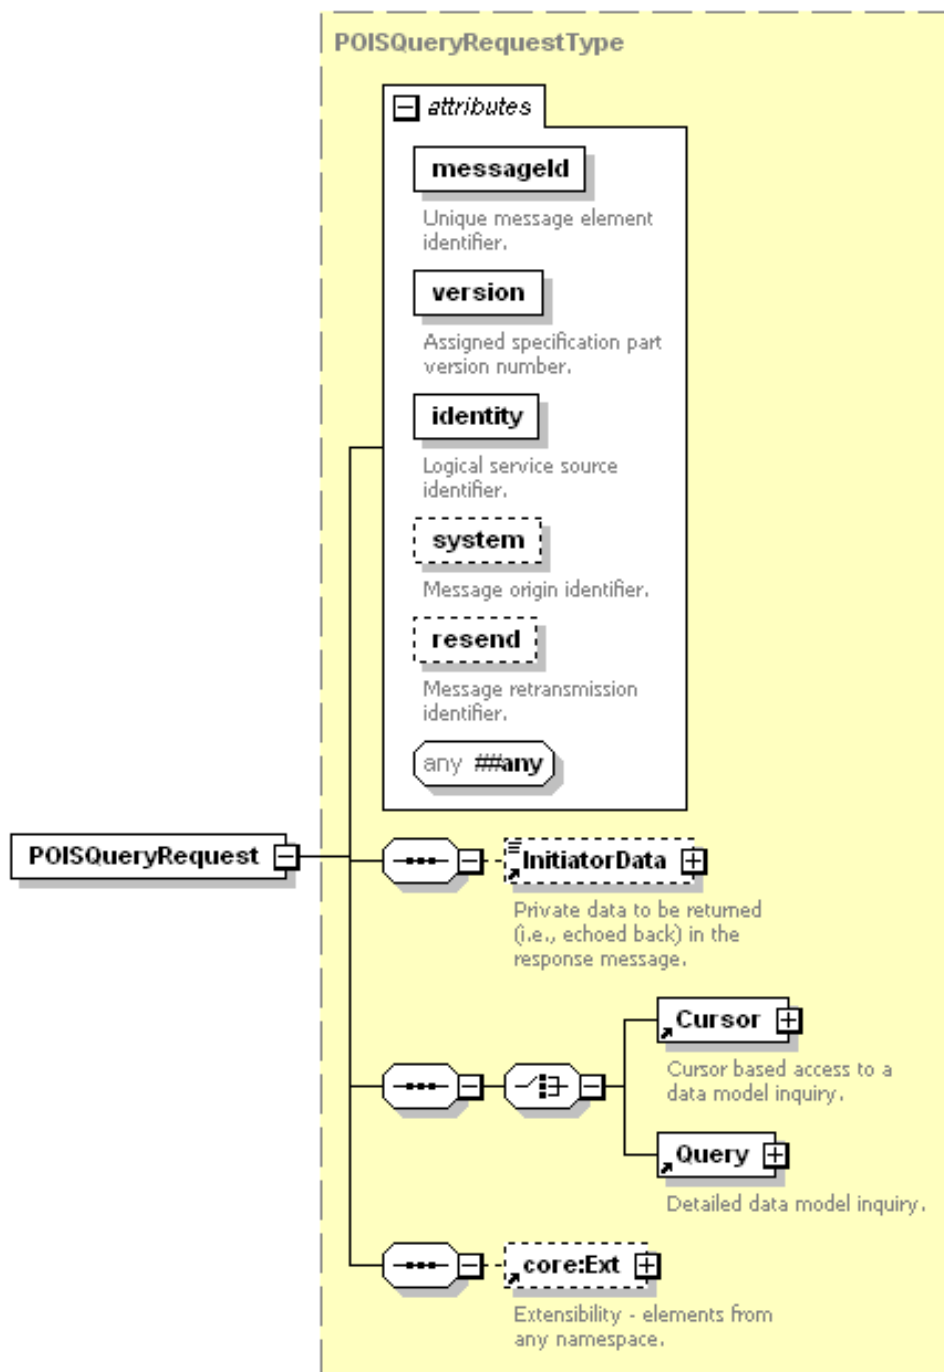 POISQueryRequestType
attributes
messageId
Unique message element
identifier.
version
Assigned specification part
version number.
identity
Logical service source
identifier.
system
Message origin identifier.
resend
Message retransmission
identifier.
any ##any
POISQueryRequest
InitiatorData
Private data to be returned
(i.e., echoed back) in the
response message.
Cursor
Cursor based access to a
data model inquiry.
Query
Detailed data model inquiry.
core:Ext
Extensibility - elements from
any namespace.